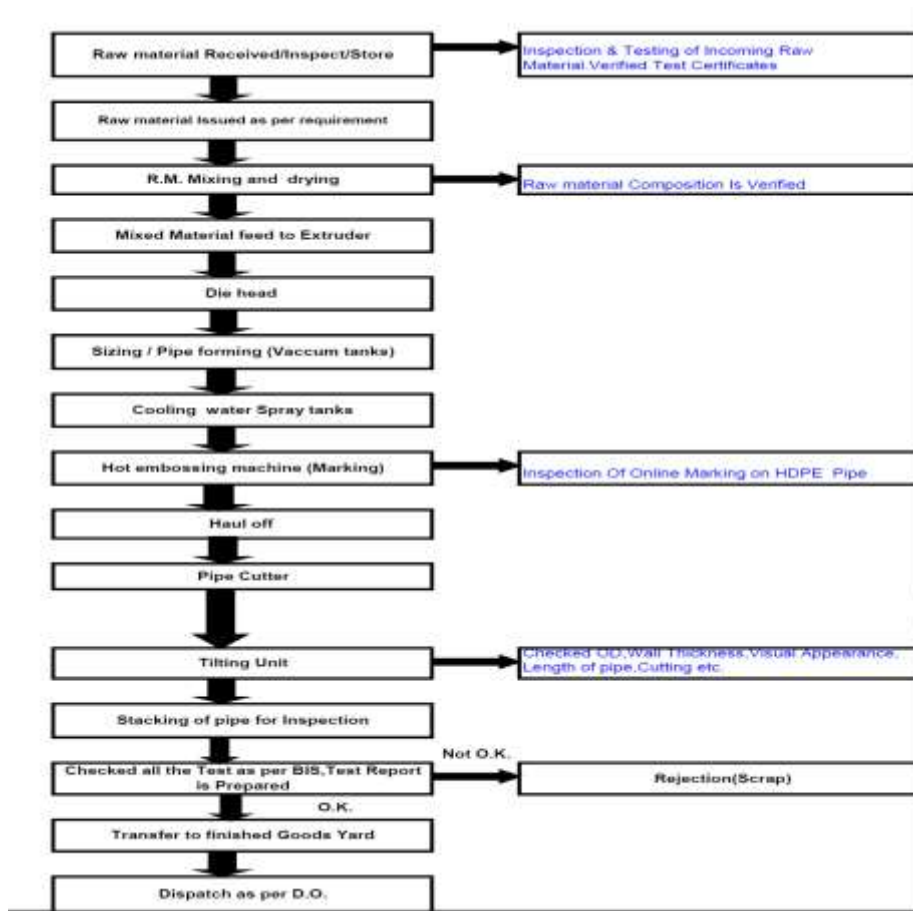 Raw material Received/Inspect/Store
Inspection & Testing of Incoming Raw
Material.Verified Test Certificates
Raw material Issued as per requirement
R.M. Mixing and drying
Raw material Composition Is Verified
Mixed Material feed to Extruder
Die head
Sizing / Pipe forming (Vaccum tanks)
Cooling water Spray tanks
Hot embossing machine (Marking)
Inspection Of Online Marking on HDPE Pipe
Haul off
Pipe Cutter
Tilting Unit
Checked OD,Wall Thickness,Visual Appearance,
Length of pipe,Cutting etc.
Stacking of pipe for Inspection
Checked all the Test as per BIS,Test Report
is Prepared
Not O.K.
Rejection(Scrap)
O.K.
Transfer to finished Goods Yard
Dispatch as per D.O.